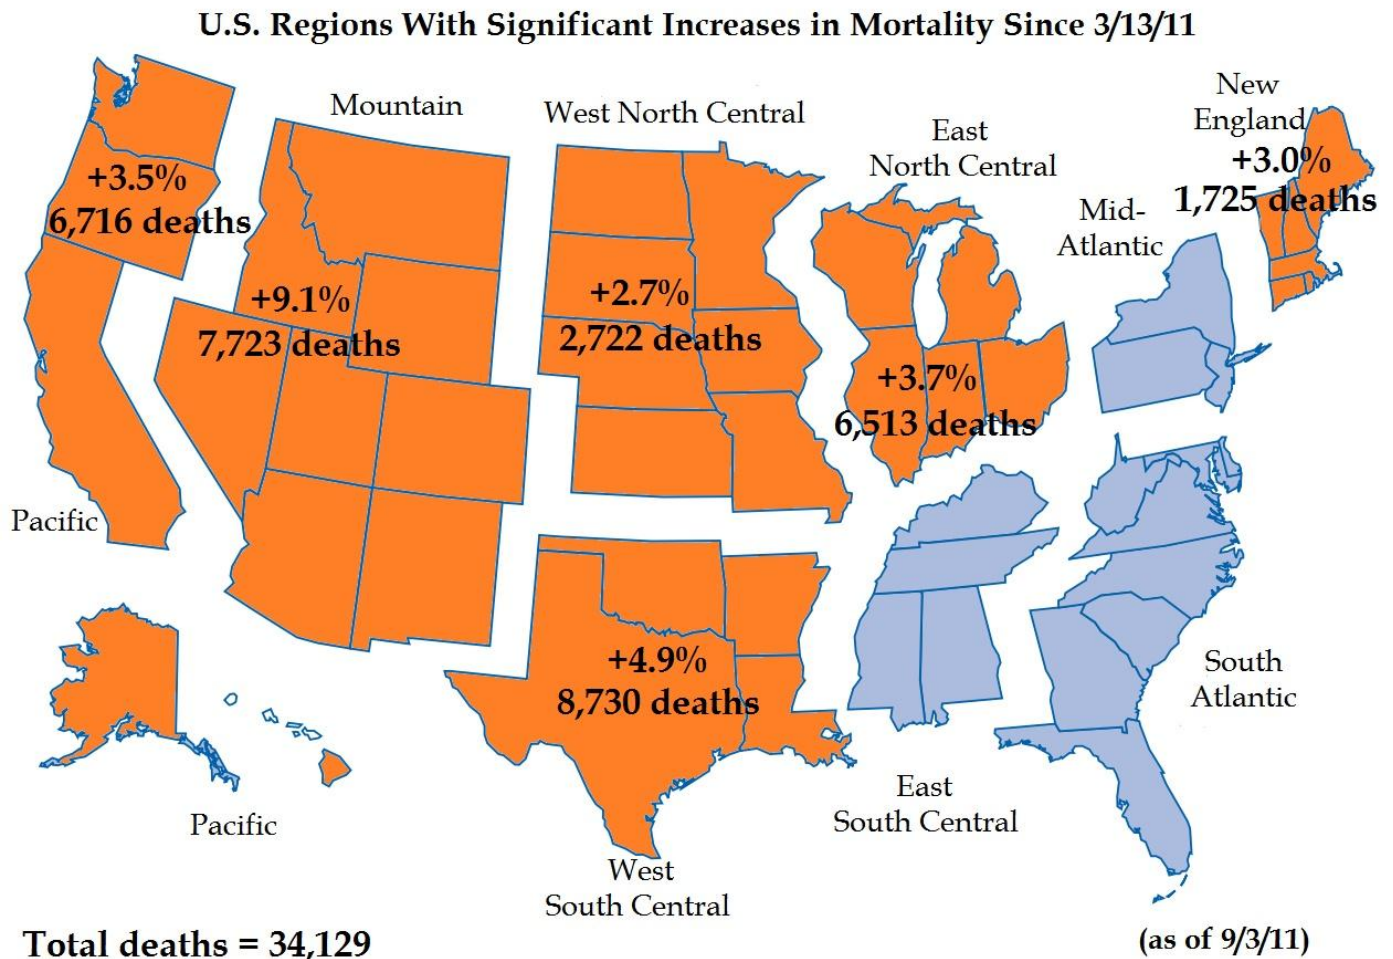 U.S. Regions With Significant Increases in Mortality Since 3/13/11
Mountain
West North Central
East
North Central
New
England
+3.0%
1,725 deaths
Mid-
Atlantic
+3.5%
6,716 deaths
+9.1%
7,723 deaths
+2.7%
2,722 deaths
+3.7%
6,513 deaths
Pacific
+4.9%
8,730 deaths
South
Atlantic
Pacific
East
South Central
West
South Central
Total deaths = 34,129
(as of 9/3/11)